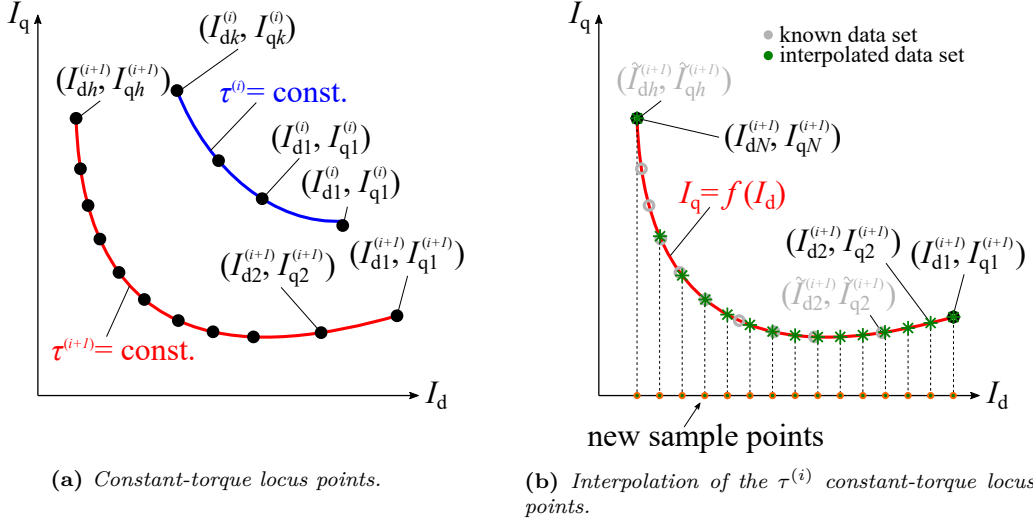 I_q
(I_dk^(i), I_qk^(i))
(I_dh^(i+1), I_qh^(i+1))
τ^(i)= const.
(I_d1^(i), I_q1^(i))
(I_d1^(i), I_q1^(i))
(I_d2^(i+1), I_q2^(i+1))
(I_d1^(i+1), I_q1^(i+1))
τ^(i+1)= const.
I_d
(a) Constant-torque locus points.
I_q
known data set
interpolated data set
(Ĩ_dh^(i+1), Ĩ_qh^(i+1))
(I_dN^(i+1), I_qN^(i+1))
I_q= f(I_d)
(I_d2^(i+1), I_q2^(i+1))
(I_d1^(i+1), I_q1^(i+1))
(Ĩ_d2^(i+1), Ĩ_q2^(i+1))
I_d
new sample points
(b) Interpolation of the τ^(i) constant-torque locus
points.